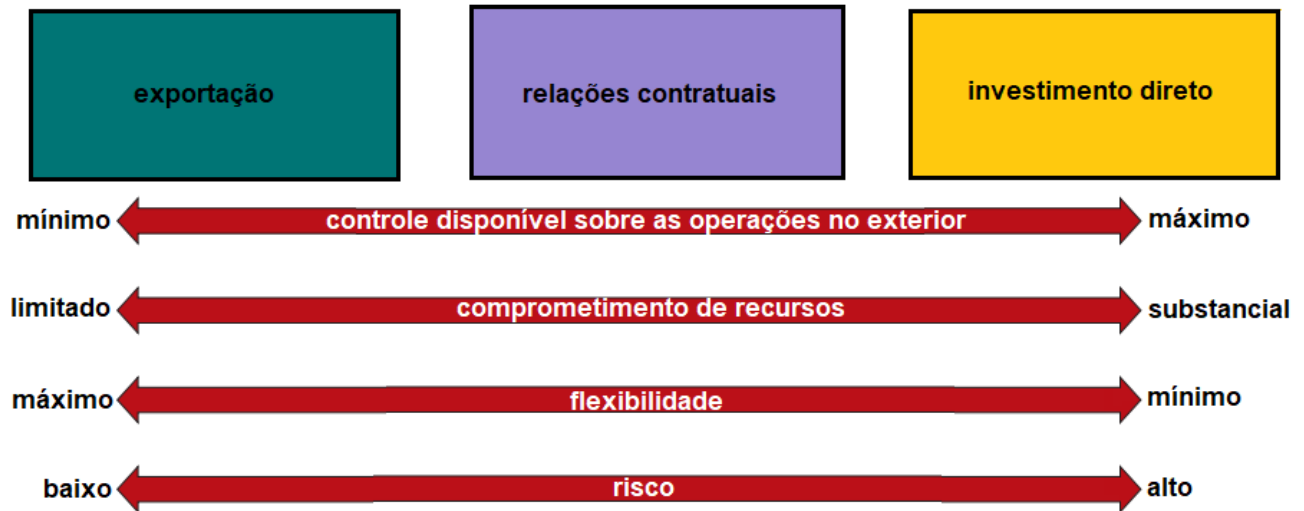 exportação
relações contratuais
investimento direto
mínimo controle disponível sobre as operações no exterior máximo
limitado comprometimento de recursos substancial
máximo flexibilidade mínimo
baixo risco alto